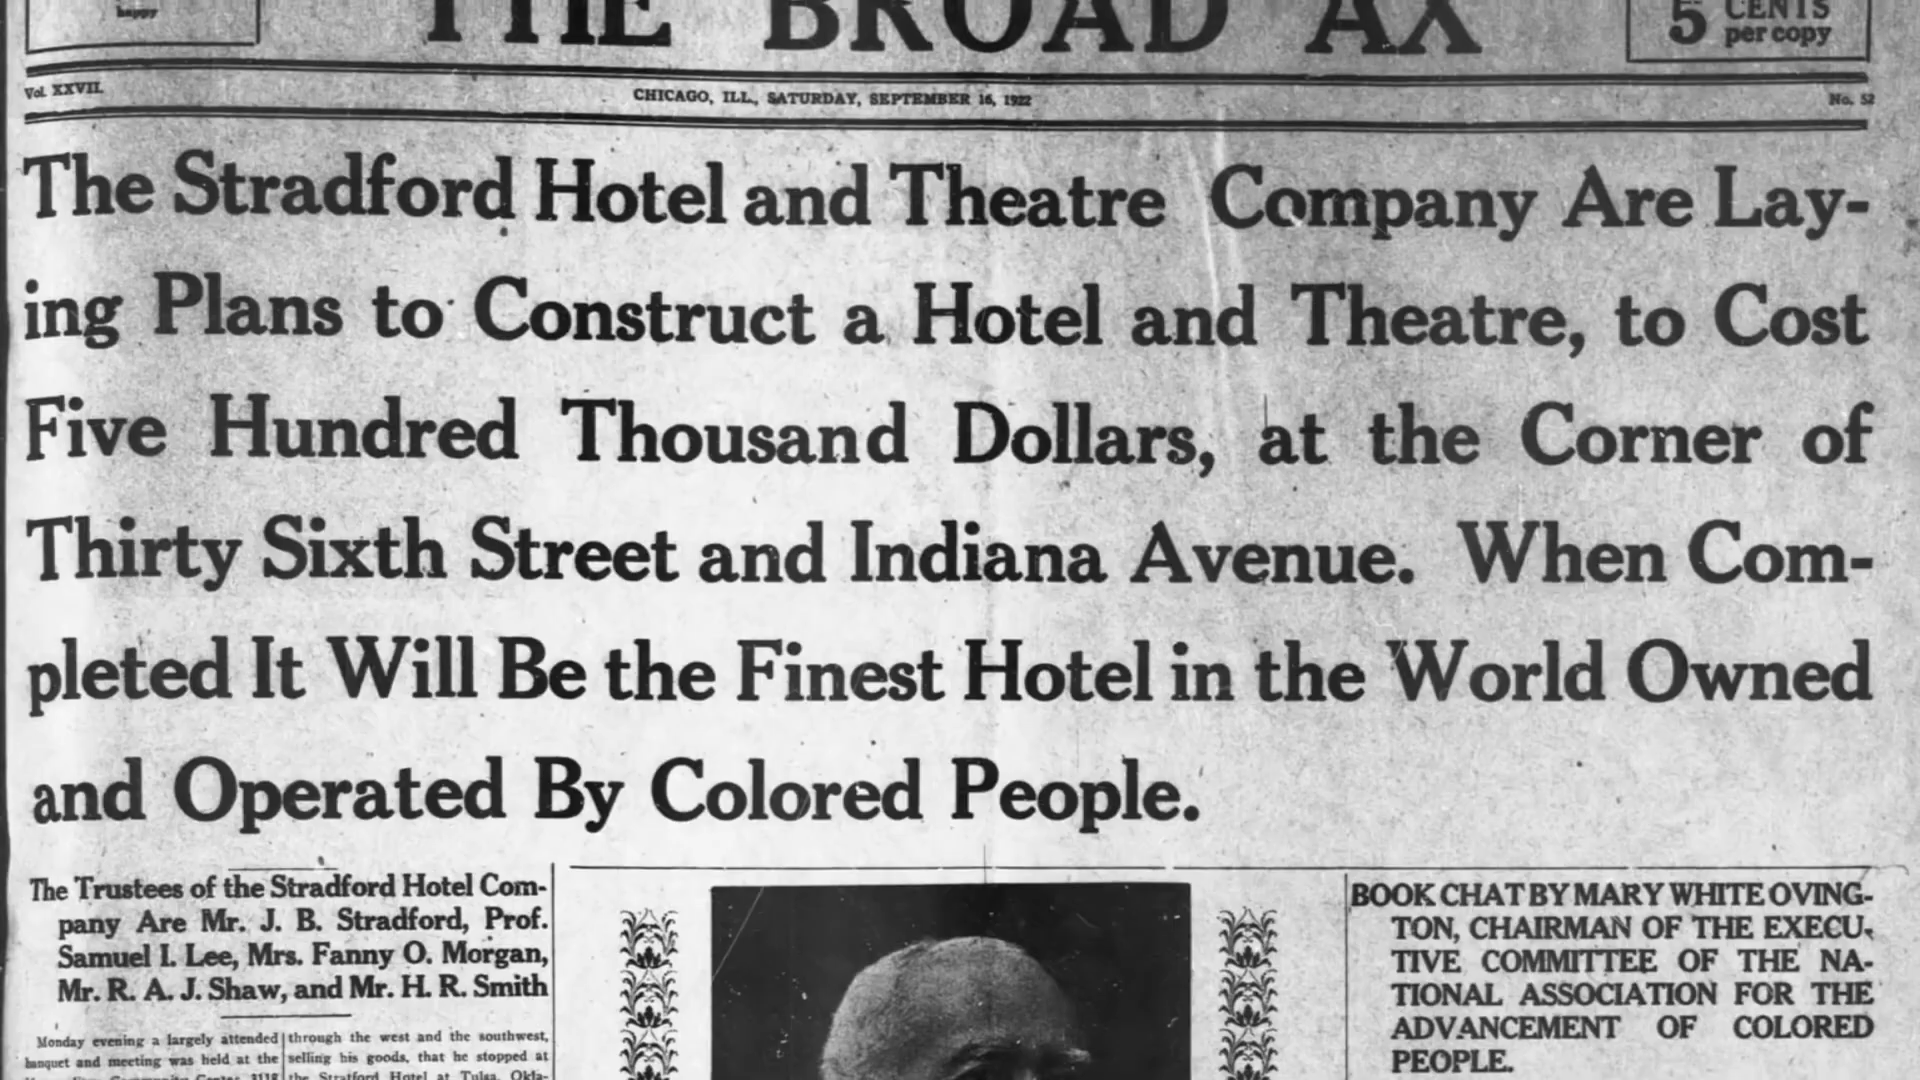 happy
THE BROAD AX
5 CENTS
per copy
Vol. XXVII.
CHICAGO, ILL., SATURDAY, SEPTEMBER 16, 1922
No. 52
The Stradford Hotel and Theatre Company Are Lay-
ing Plans to Construct a Hotel and Theatre, to Cost
Five Hundred Thousand Dollars, at the Corner of
Thirty Sixth Street and Indiana Avenue. When Com-
pleted It Will Be the Finest Hotel in the World Owned
and Operated By Colored People.
The Trustees of the Stradford Hotel Com-
pany Are Mr. J. B. Stradford, Prof.
Samuel I. Lee, Mrs. Fanny O. Morgan,
Mr. R. A. J. Shaw, and Mr. H. R. Smith
Monday evening a largely attended
banquet and meeting was held at the
Community Center, 3118
through the west and the southwest,
selling his goods, that he stopped at
the Stratford Hotel at Tulsa, Okla-
BOOK CHAT BY MARY WHITE OVING-
TON, CHAIRMAN OF THE EXECU-
TIVE COMMITTEE OF THE NA-
TIONAL ASSOCIATION FOR THE
ADVANCEMENT OF COLORED
PEOPLE.